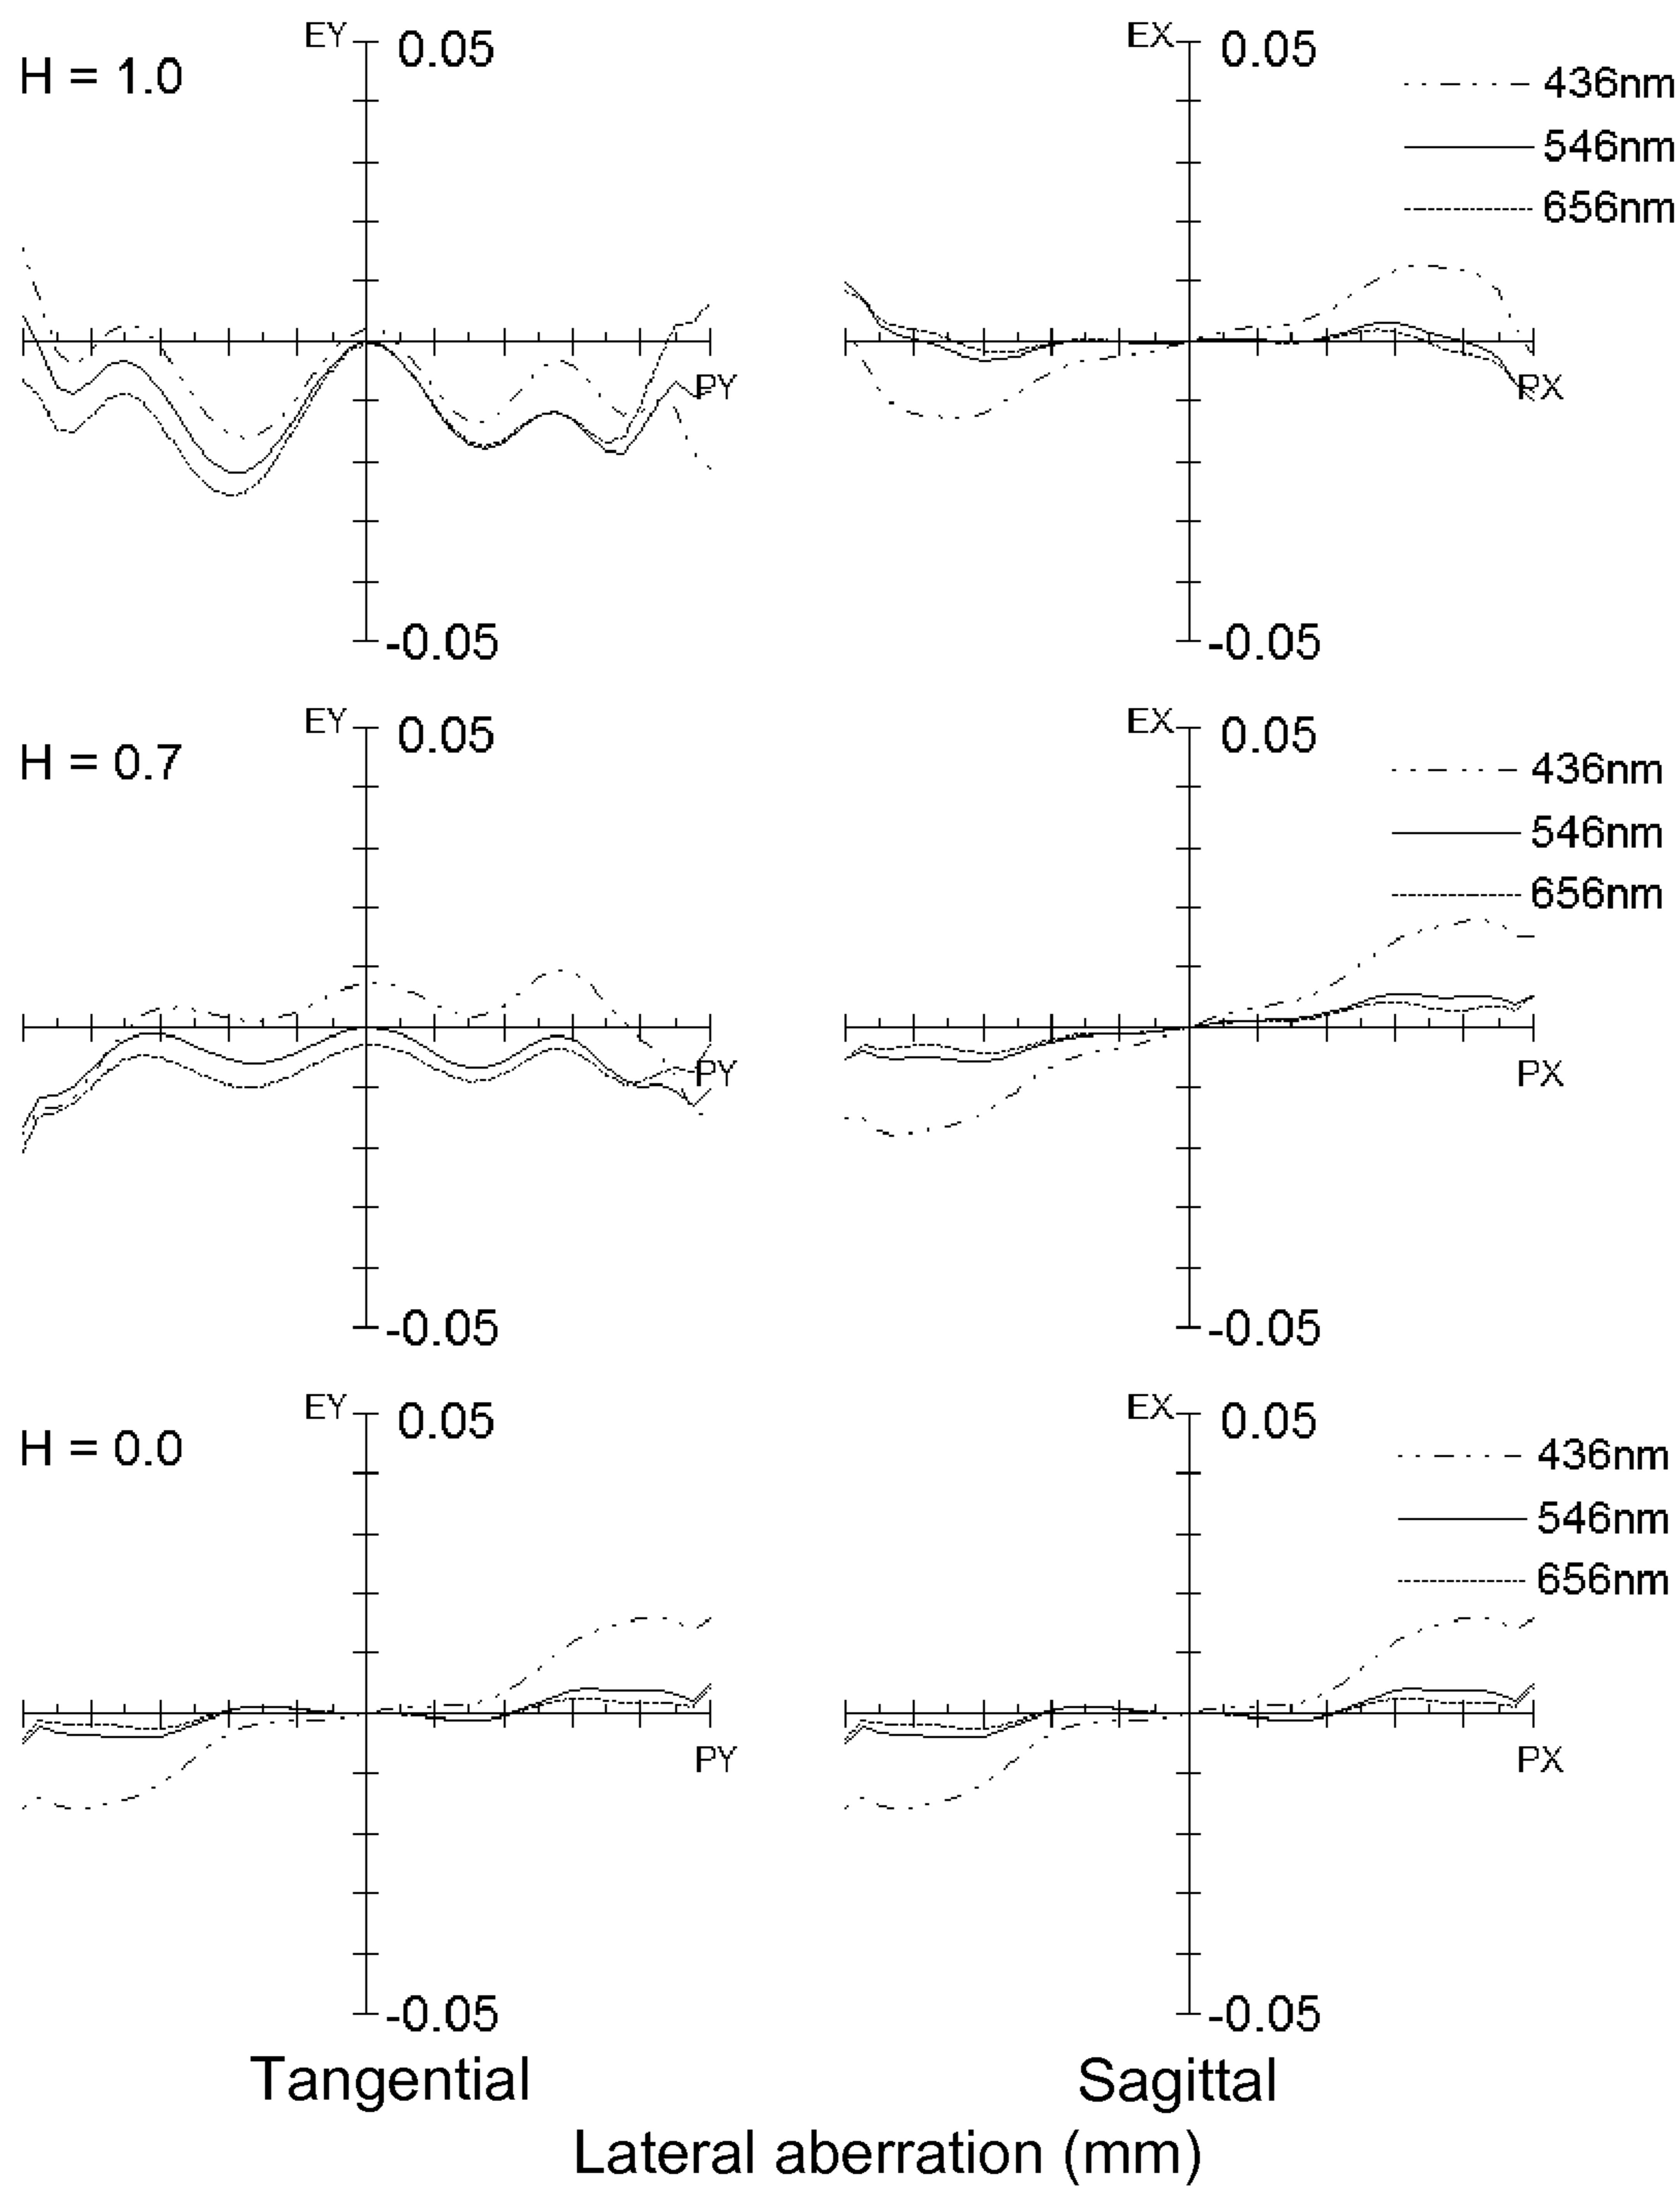 EY 0.05 EX 0.05
H = 1.0
436nm
546nm
656nm
PY PX
-0.05 -0.05
EY 0.05 EX 0.05
H = 0.7
436nm
546nm
656nm
PY PX
-0.05 -0.05
EY 0.05 EX 0.05
H = 0.0
436nm
546nm
656nm
PY PX
-0.05 -0.05
Tangential Sagittal
Lateral aberration (mm)